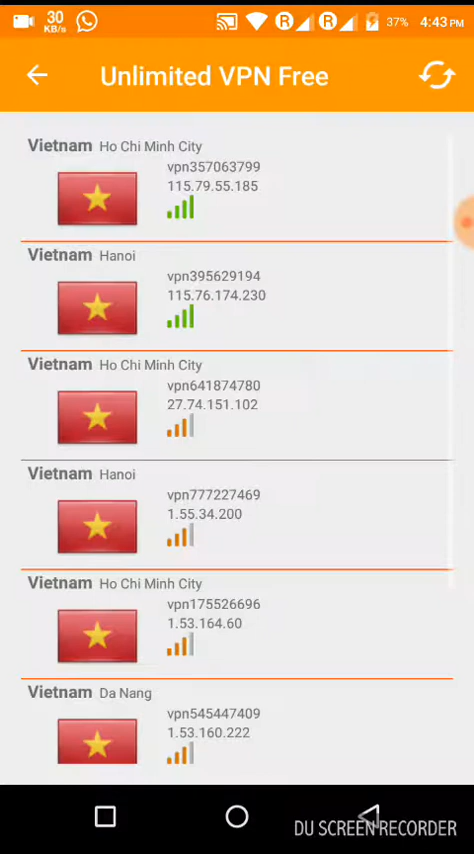 30 KB/s R R 37% 4:43 PM
Unlimited VPN Free
Vietnam Ho Chi Minh City
vpn357063799
115.79.55.185
Vietnam Hanoi
vpn395629194
115.76.174.230
Vietnam Ho Chi Minh City
vpn641874780
27.74.151.102
Vietnam Hanoi
vpn777227469
1.55.34.200
Vietnam Ho Chi Minh City
vpn175526696
1.53.164.60
Vietnam Da Nang
vpn545447409
1.53.160.222
DU SCREEN RECORDER